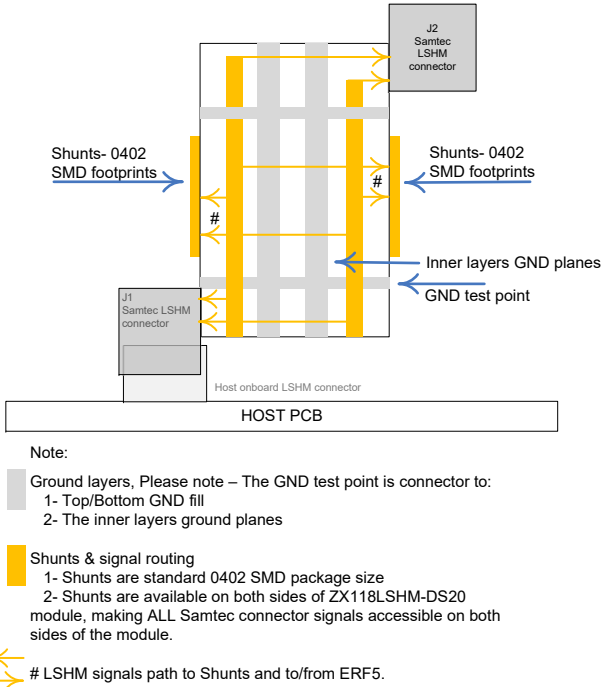 J2
Samtec
LSHM
connector
Shunts- 0402
SMD footprints
Shunts- 0402
SMD footprints
#
#
Inner layers GND planes
GND test point
J1
Samtec LSHM
connector
Host onboard LSHM connector
HOST PCB
Note:
Ground layers, Please note – The GND test point is connector to:
1- Top/Bottom GND fill
2- The inner layers ground planes
Shunts & signal routing
1- Shunts are standard 0402 SMD package size
2- Shunts are available on both sides of ZX118LSHM-DS20
module, making ALL Samtec connector signals accessible on both
sides of the module.
# LSHM signals path to Shunts and to/from ERF5.